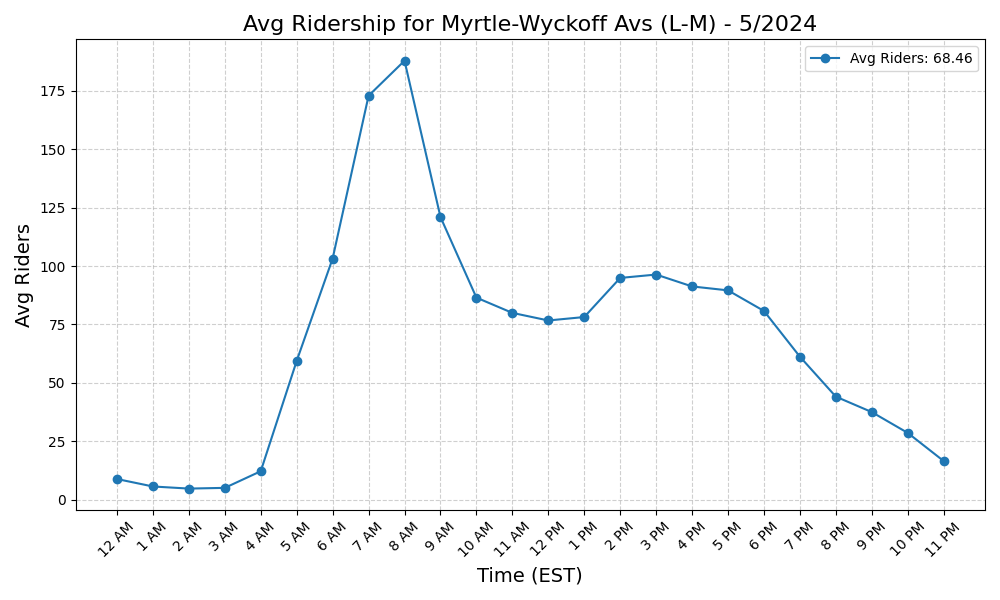 Avg Ridership for Myrtle-Wyckoff Avs (L-M) - 5/2024
Avg Riders: 68.46
Avg Riders
175
150
125
100
75
50
25
0
12 AM
1 AM
2 AM
3 AM
4 AM
5 AM
6 AM
7 AM
8 AM
9 AM
10 AM
11 AM
12 PM
1 PM
2 PM
3 PM
4 PM
5 PM
6 PM
7 PM
8 PM
9 PM
10 PM
11 PM
Time (EST)